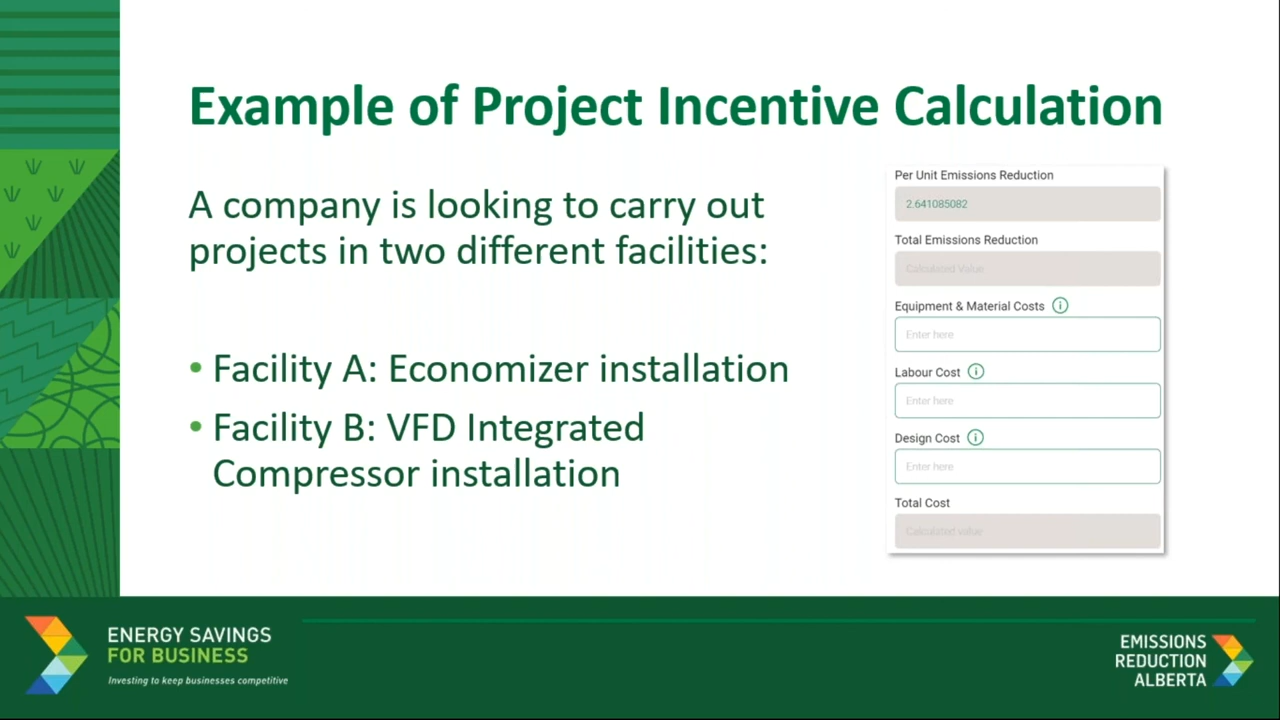 Example of Project Incentive Calculation
A company is looking to carry out
projects in two different facilities:
• Facility A: Economizer installation
• Facility B: VFD Integrated
Compressor installation
Per Unit Emissions Reduction
2.641085082
Total Emissions Reduction
Calculated Value
Equipment & Material Costs
Enter here
Labour Cost
Enter here
Design Cost
Enter here
Total Cost
Calculated value
ENERGY SAVINGS
FOR BUSINESS
Investing to keep businesses competitive
EMISSIONS
REDUCTION
ALBERTA